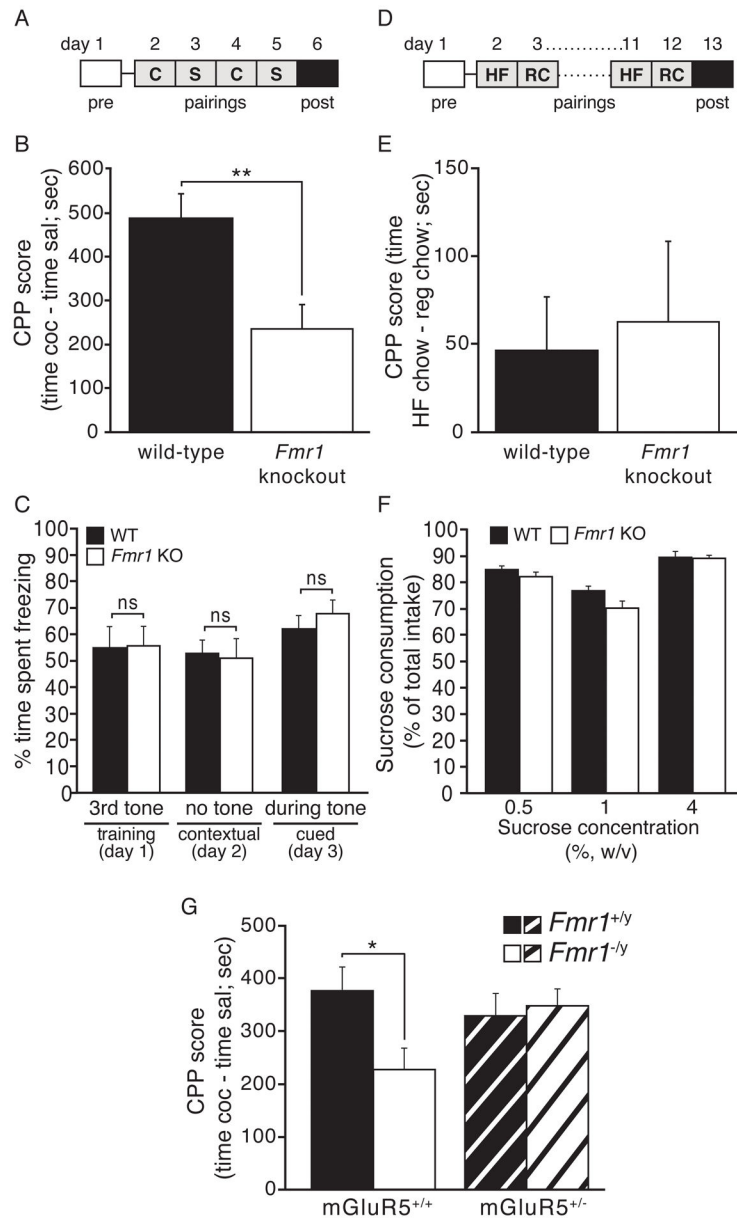 A
day 1 2 3 4 5 6
C S C S
pre pairings post
D
day 1 2 3.............11 12 13
HF RC HF RC
pre pairings post
B
CPP score
(time coc - time sal; sec)
600
500
400
300
200
100
0
**
wild-type
Fmr1
knockout
E
CPP score (time
HF chow - reg chow; sec)
150
100
50
0
wild-type
Fmr1
knockout
C
WT
Fmr1 KO
% time spent freezing
100
90
80
70
60
50
40
30
20
10
0
ns
ns
ns
3rd tone no tone during tone
training contextual cued
(day 1) (day 2) (day 3)
F
WT Fmr1 KO
Sucrose consumption
(% of total intake)
100
90
80
70
60
50
40
30
20
10
0
0.5 1 4
Sucrose concentration
(%, w/v)
G
CPP score
(time coc - time sal; sec)
500
400
300
200
100
0
*
Fmr1+/y
Fmr1-/y
mGluR5+/+ mGluR5+/-